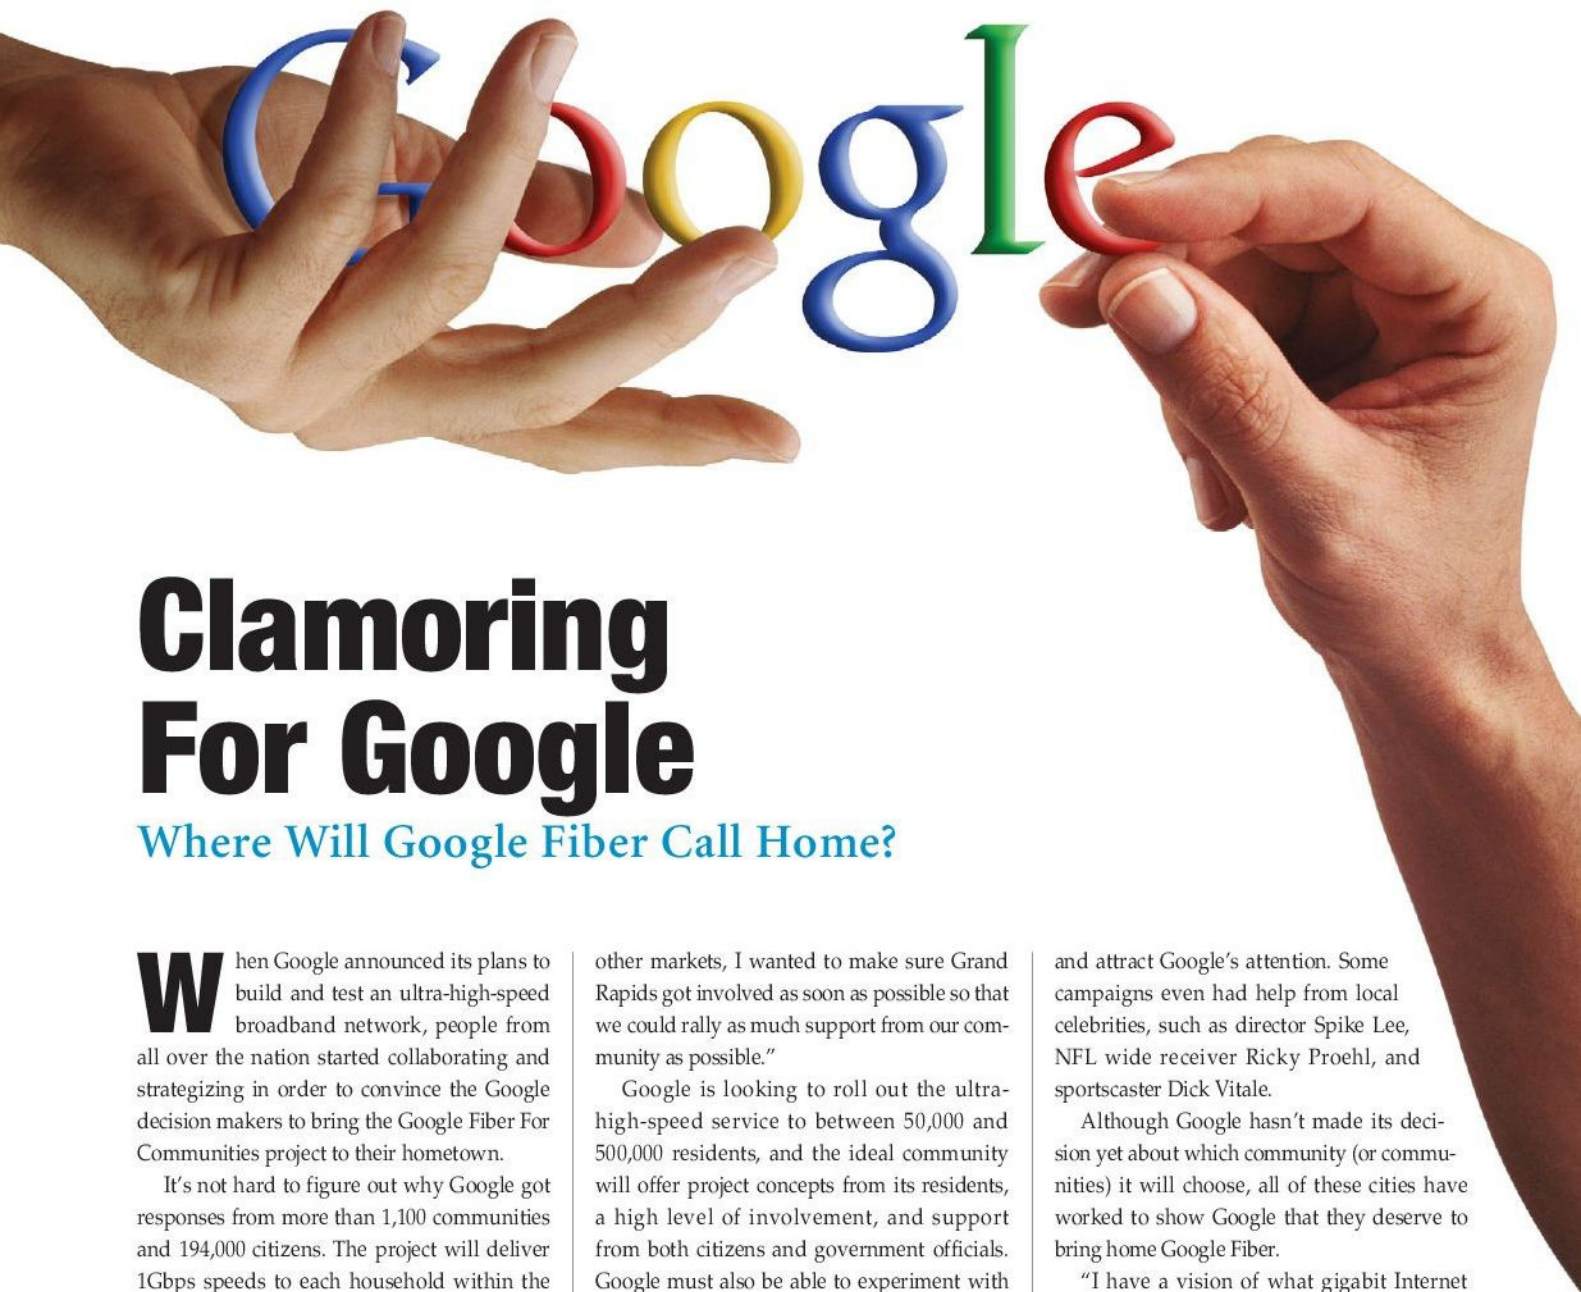 Google
Clamoring
For Google
Where Will Google Fiber Call Home?
When Google announced its plans to
build and test an ultra-high-speed
broadband network, people from
all over the nation started collaborating and
strategizing in order to convince the Google
decision makers to bring the Google Fiber For
Communities project to their hometown.
It's not hard to figure out why Google got
responses from more than 1,100 communities
and 194,000 citizens. The project will deliver
1Gbps speeds to each household within the
other markets, I wanted to make sure Grand
Rapids got involved as soon as possible so that
we could rally as much support from our com-
munity as possible.”
Google is looking to roll out the ultra-
high-speed service to between 50,000 and
500,000 residents, and the ideal community
will offer project concepts from its residents,
a high level of involvement, and support
from both citizens and government officials.
Google must also be able to experiment with
and attract Google's attention. Some
campaigns even had help from local
celebrities, such as director Spike Lee,
NFL wide receiver Ricky Proehl, and
sportscaster Dick Vitale.
Although Google hasn't made its deci-
sion yet about which community (or commu-
nities) it will choose, all of these cities have
worked to show Google that they deserve to
bring home Google Fiber.
“I have a vision of what gigabit Internet